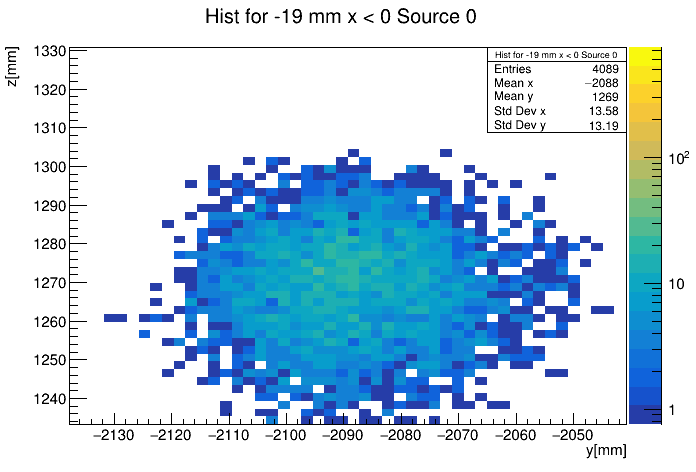 Hist for -19 mm x < 0 Source 0
z[mm]
1330
1320
1310
1300
1290
1280
1270
1260
1250
1240
Hist for -19 mm x < 0 Source 0
Entries 4089
Mean x −2088
Mean y 1269
Std Dev x 13.58
Std Dev y 13.19
10²
10
1
−2130 −2120 −2110 −2100 −2090 −2080 −2070 −2060 −2050
y[mm]